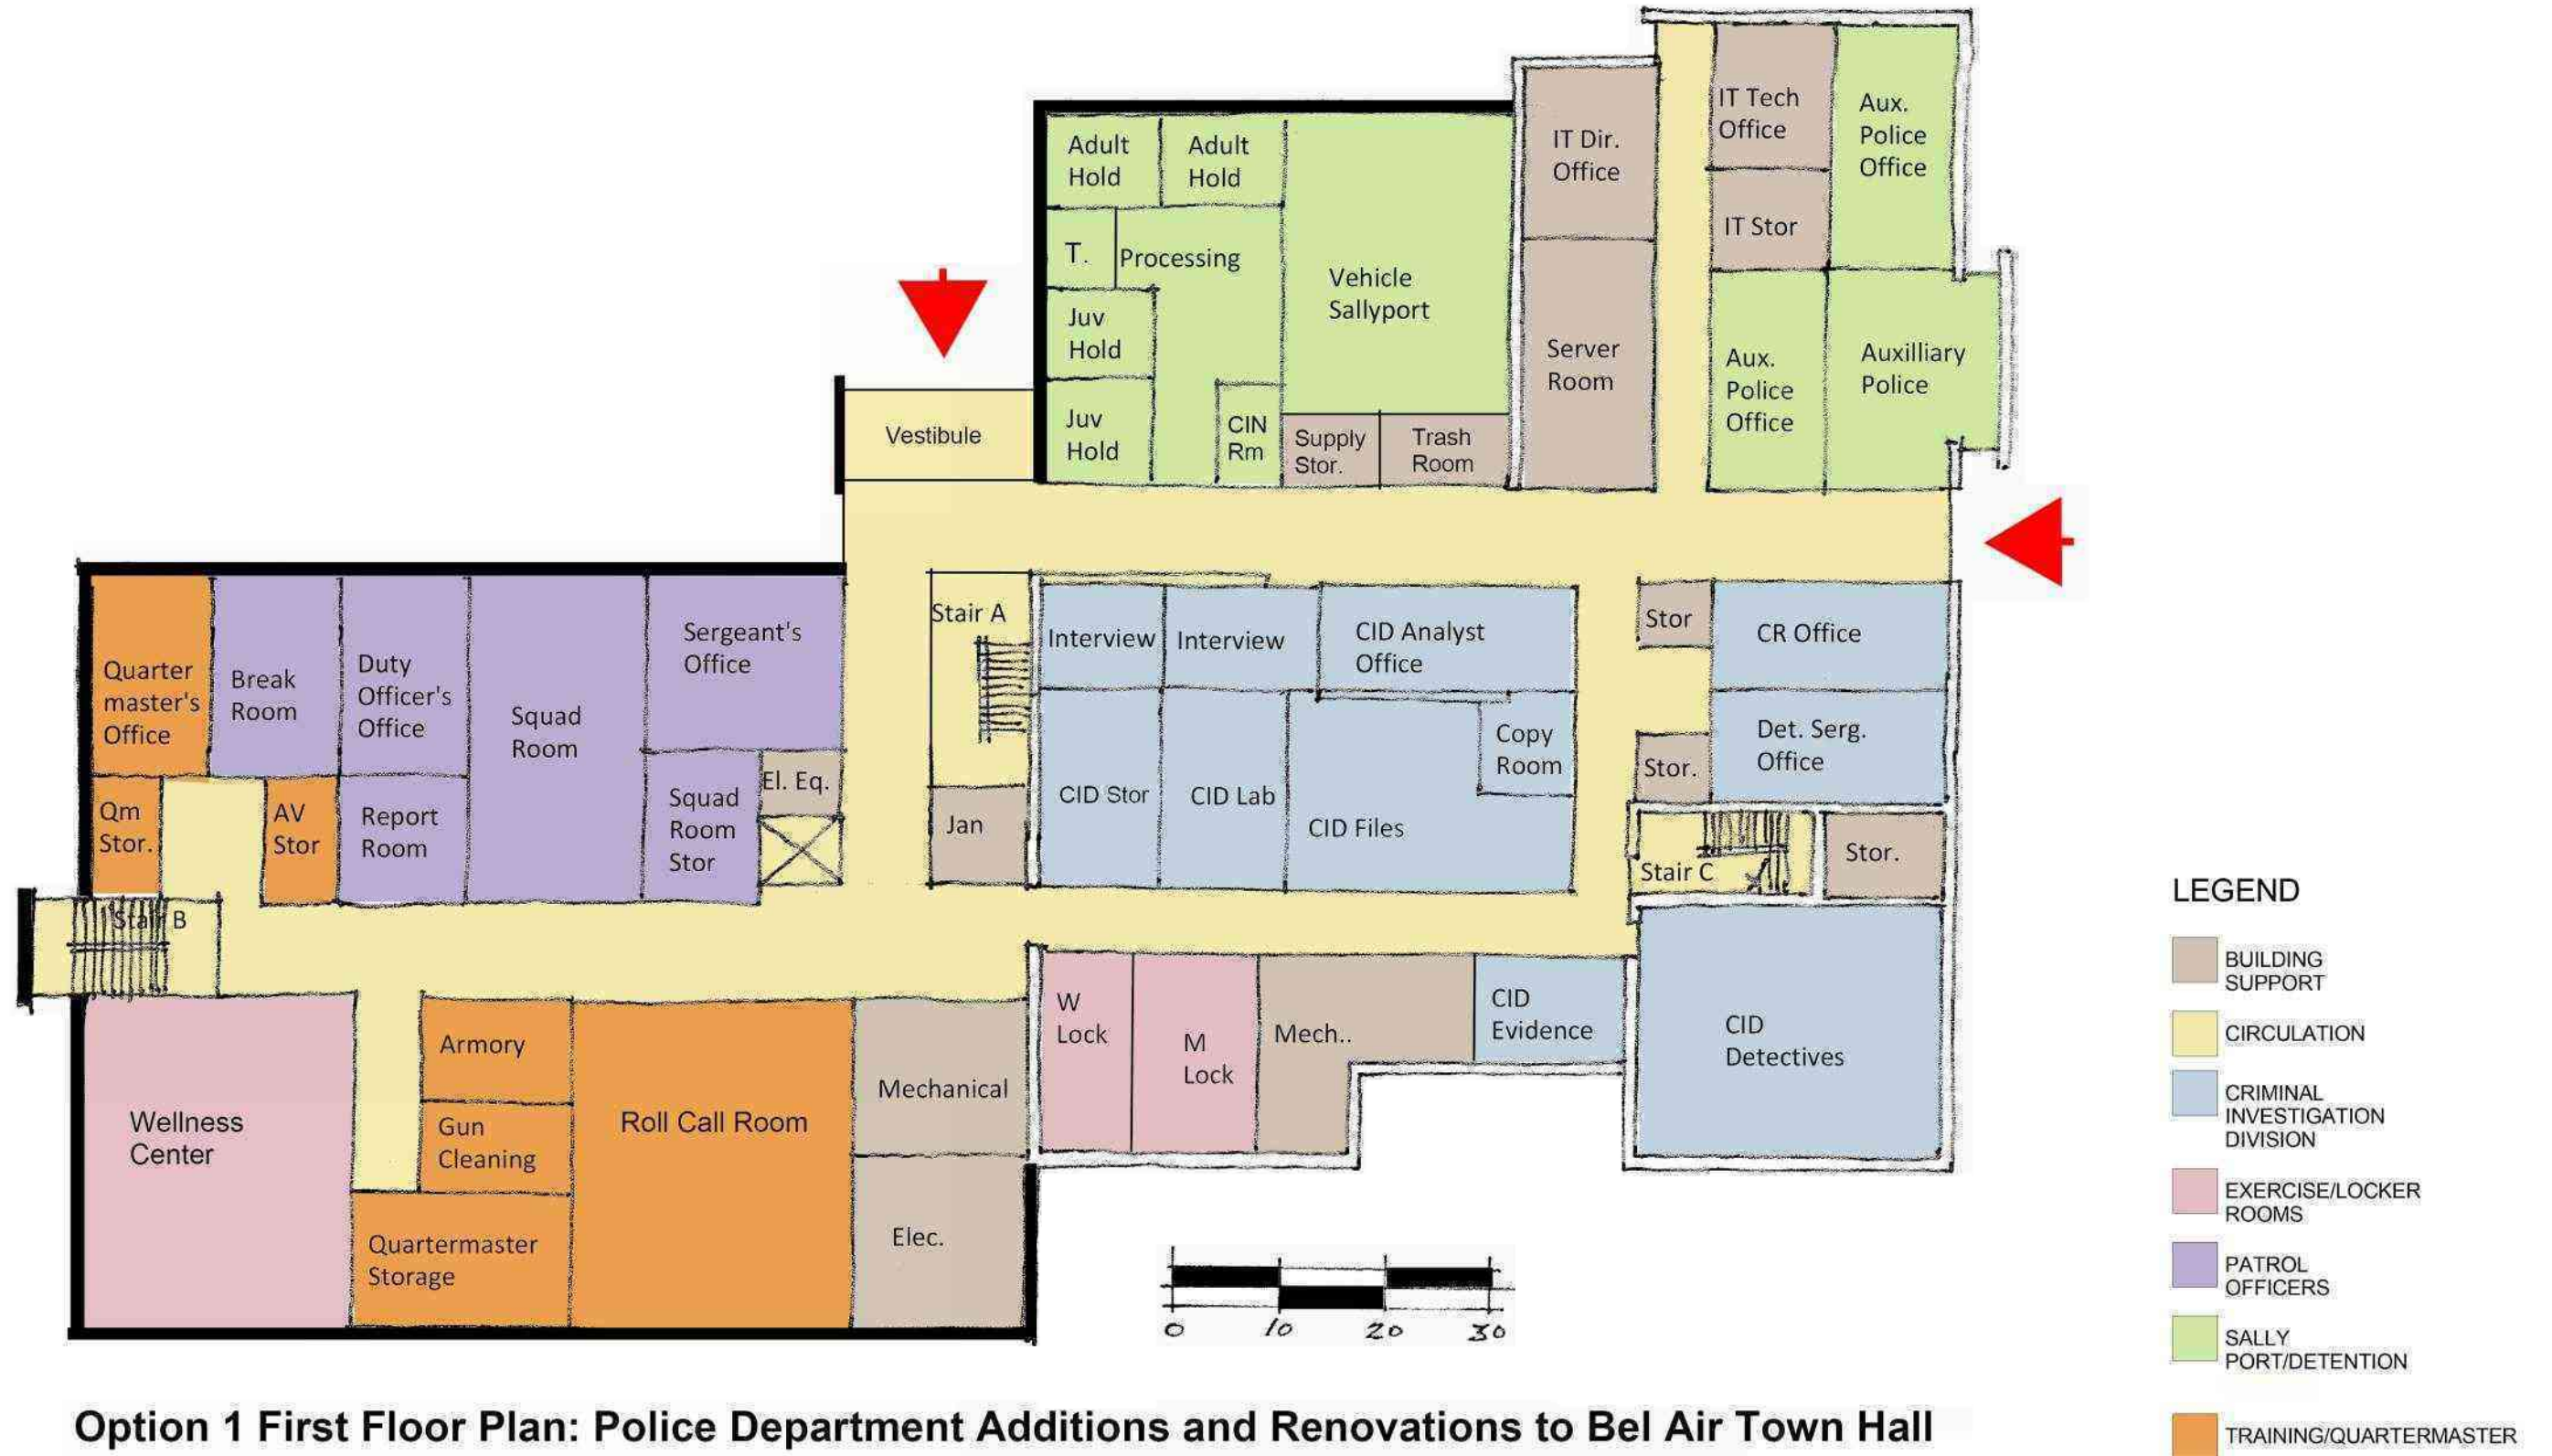 IT Tech
Office
Aux.
Police
Office
IT Dir.
Office
Adult
Hold
Adult
Hold
IT Stor
T.
Processing
Vehicle
Sallyport
Juv
Hold
Server
Room
Aux.
Police
Office
Auxilliary
Police
Vestibule
Juv
Hold
CIN
Rm
Supply
Stor.
Trash
Room
Quarter
master's
Office
Break
Room
Duty
Officer's
Office
Squad
Room
Sergeant's
Office
Stair A
Interview
Interview
CID Analyst
Office
Stor
CR Office
Qm
Stor.
AV
Stor
Report
Room
Squad
Room
Stor
El. Eq.
Jan
CID Stor
CID Lab
CID Files
Copy
Room
Stor.
Det. Serg.
Office
Stair C
Stor.
Stair B
Wellness
Center
Armory
Gun
Cleaning
Quartermaster
Storage
Roll Call Room
Mechanical
Elec.
W
Lock
M
Lock
Mech..
CID
Evidence
CID
Detectives
0 10 20 30
LEGEND
BUILDING
SUPPORT
CIRCULATION
CRIMINAL
INVESTIGATION
DIVISION
EXERCISE/LOCKER
ROOMS
PATROL
OFFICERS
SALLY
PORT/DETENTION
TRAINING/QUARTERMASTER
Option 1 First Floor Plan: Police Department Additions and Renovations to Bel Air Town Hall